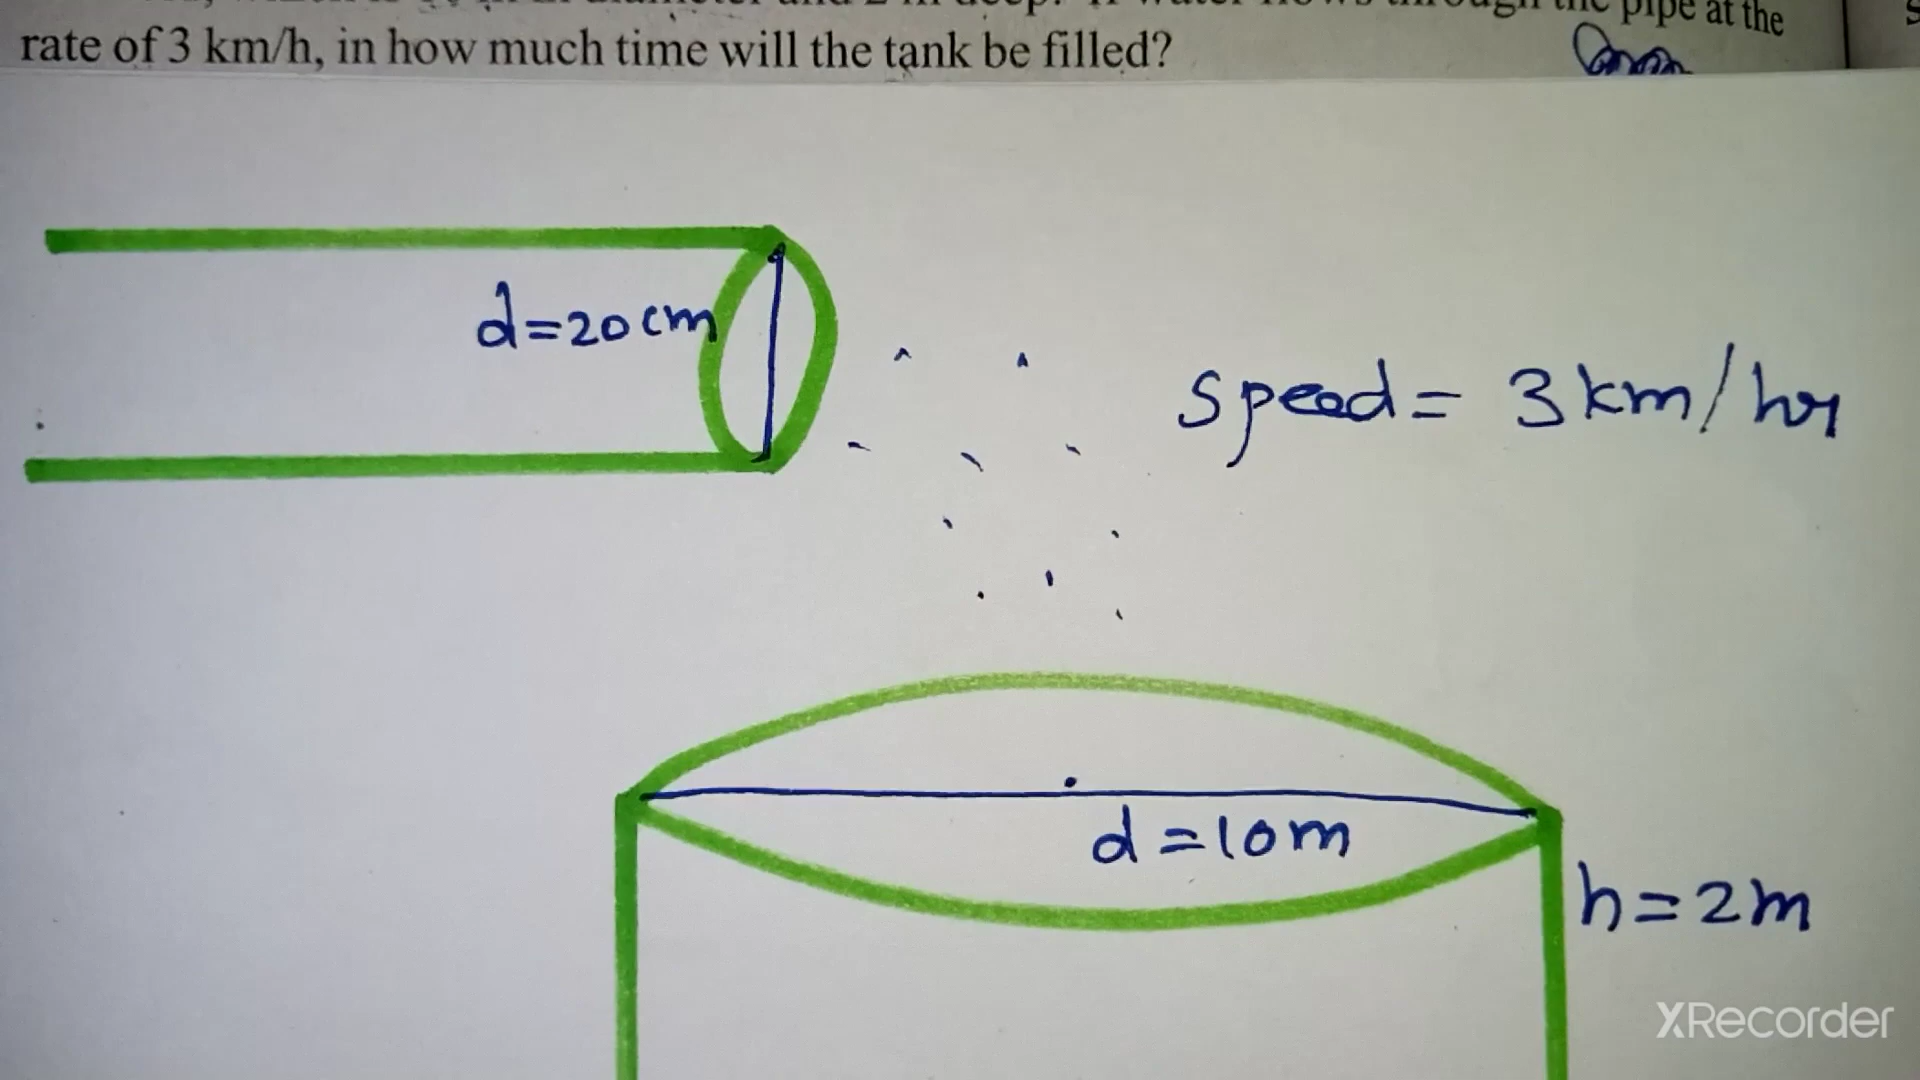 pipe at the
rate of 3 km/h, in how much time will the tank be filled?
d=20cm
speed= 3km/hr
d=10m
h=2m
XRecorder